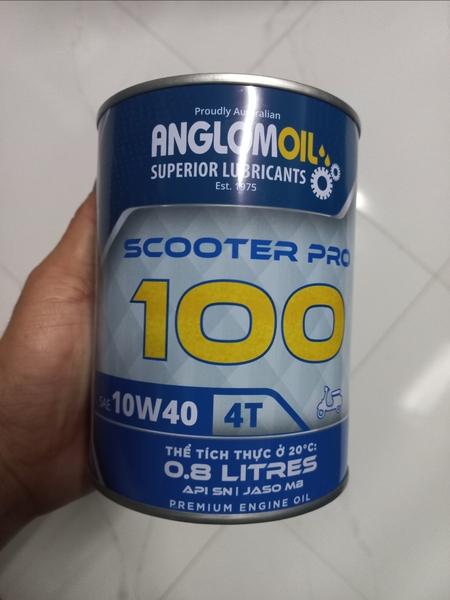 Proudly Australian
ANGLOMOIL
SUPERIOR LUBRICANTS
Est. 1975
SCOOTER PRO
100
SAE 10W40 4T
THỂ TÍCH THỰC Ở 20°C:
0.8 LITRES
API SN | JASO MB
PREMIUM ENGINE OIL